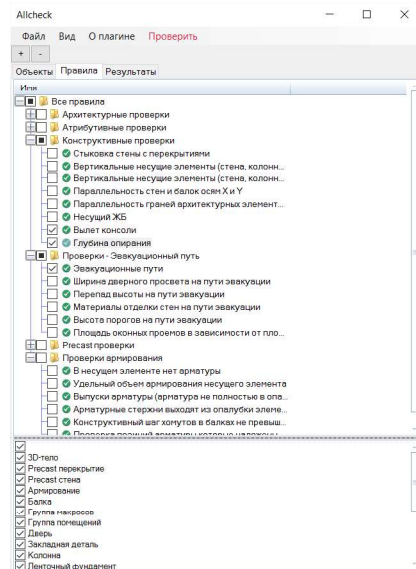 Allcheck
Файл Вид О плагине Проверить
+ -
Объекты Правила Результаты
Имя
Все правила
Архитектурные проверки
Атрибутивные проверки
Конструктивные проверки
Стыковка стены с перекрытиями
Вертикальные несущие элементы (стена, колонн...
Вертикальные несущие элементы (стена, колонн...
Параллельность стен и балок осям X и Y
Параллельность граней архитектурных элемент...
Несущий ЖБ
Вылет консоли
Глубина опирания
Проверки - Эвакуационный путь
Эвакуационные пути
Ширина дверного просвета на пути эвакуации
Перепад высоты на пути эвакуации
Материалы отделки стен на пути эвакуации
Высота порогов на пути эвакуации
Площадь оконных проемов в зависимости от пло...
Precast проверки
Проверки армирования
В несущем элементе нет арматуры
Удельный объем армирования несущего элемента
Выпуски арматуры (арматура не полностью в опа...
Арматурные стержни выходят из опалубки элеме...
Конструктивный шаг хомутов в балках не превыш...
Проверка позиций арматуры которые наложены
3D-тело
Precast перекрытие
Precast стена
Армирование
Балка
Группа макросов
Группа помещений
Дверь
Закладная деталь
Колонна
Ленточный фундамент